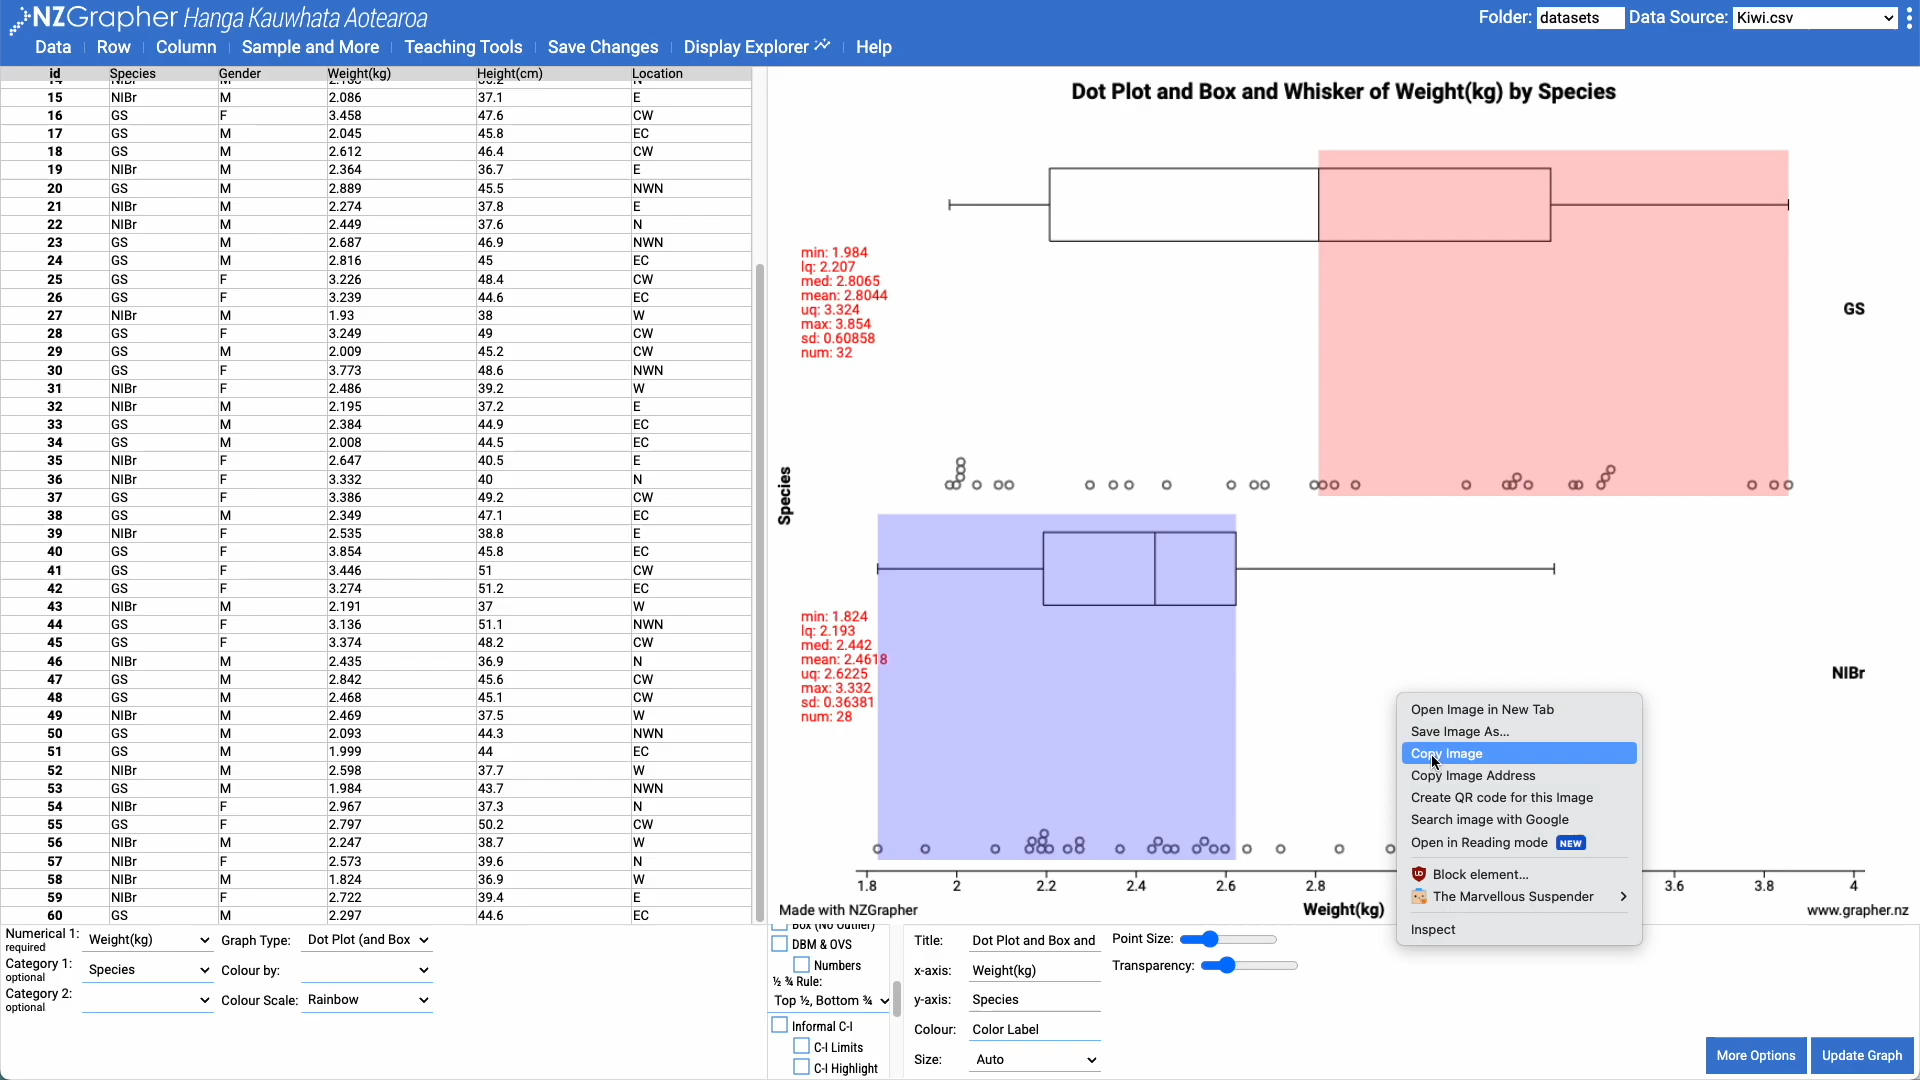 NZGrapher Hanga Kauwhata Aotearoa
Folder: datasets Data Source: Kiwi.csv
Data Row Column Sample and More Teaching Tools Save Changes Display Explorer Help
id Species Gender Weight(kg) Height(cm) Location
15 NIBr M 2.086 37.1 E
16 GS F 3.458 47.6 CW
17 GS M 2.045 45.8 EC
18 GS M 2.612 46.4 CW
19 NIBr M 2.364 36.7 E
20 GS M 2.889 45.5 NWN
21 NIBr M 2.274 37.8 E
22 NIBr M 2.449 37.6 N
23 GS M 2.687 46.9 NWN
24 GS M 2.816 45 EC
25 GS F 3.226 48.4 CW
26 GS F 3.239 44.6 EC
27 NIBr M 1.93 38 W
28 GS F 3.249 49 CW
29 GS M 2.009 45.2 CW
30 GS F 3.773 48.6 NWN
31 NIBr F 2.486 39.2 W
32 NIBr M 2.195 37.2 E
33 GS M 2.384 44.9 EC
34 GS M 2.008 44.5 EC
35 NIBr F 2.647 40.5 E
36 NIBr F 3.332 40 N
37 GS F 3.386 49.2 CW
38 GS M 2.349 47.1 EC
39 NIBr F 2.535 38.8 E
40 GS F 3.854 45.8 EC
41 GS F 3.446 51 CW
42 GS F 3.274 51.2 EC
43 NIBr M 2.191 37 W
44 GS F 3.136 51.1 NWN
45 GS F 3.374 48.2 CW
46 NIBr M 2.435 36.9 N
47 GS M 2.842 45.6 CW
48 GS M 2.468 45.1 CW
49 NIBr M 2.469 37.5 W
50 GS M 2.093 44.3 NWN
51 GS M 1.999 44 EC
52 NIBr M 2.598 37.7 W
53 GS M 1.984 43.7 NWN
54 NIBr F 2.967 37.3 N
55 GS F 2.797 50.2 CW
56 NIBr M 2.247 38.7 W
57 NIBr F 2.573 39.6 N
58 NIBr M 1.824 36.9 W
59 NIBr F 2.722 39.4 E
60 GS M 2.297 44.6 EC
Dot Plot and Box and Whisker of Weight(kg) by Species
min: 1.984
lq: 2.207
med: 2.8065
mean: 2.8044
uq: 3.324
max: 3.854
sd: 0.60858
num: 32
GS
Species
min: 1.824
lq: 2.193
med: 2.442
mean: 2.4618
uq: 2.6225
max: 3.332
sd: 0.36381
num: 28
NIBr
1.8 2 2.2 2.4 2.6 2.8 3.6 3.8 4
Made with NZGrapher Weight(kg) www.grapher.nz
Open Image in New Tab
Save Image As...
Copy Image
Copy Image Address
Create QR code for this Image
Search image with Google
Open in Reading mode NEW
Block element...
The Marvellous Suspender
Inspect
Numerical 1:
required
Weight(kg)
Graph Type: Dot Plot (and Box
Category 1:
optional
Species
Colour by:
Category 2:
optional
Colour Scale: Rainbow
Box (No Outlier)
DBM & OVS
Numbers
½ ¾ Rule:
Top ½, Bottom ¾
Informal C-I
C-I Limits
C-I Highlight
Title: Dot Plot and Box and
x-axis: Weight(kg)
y-axis: Species
Colour: Color Label
Size: Auto
Point Size:
Transparency:
More Options Update Graph